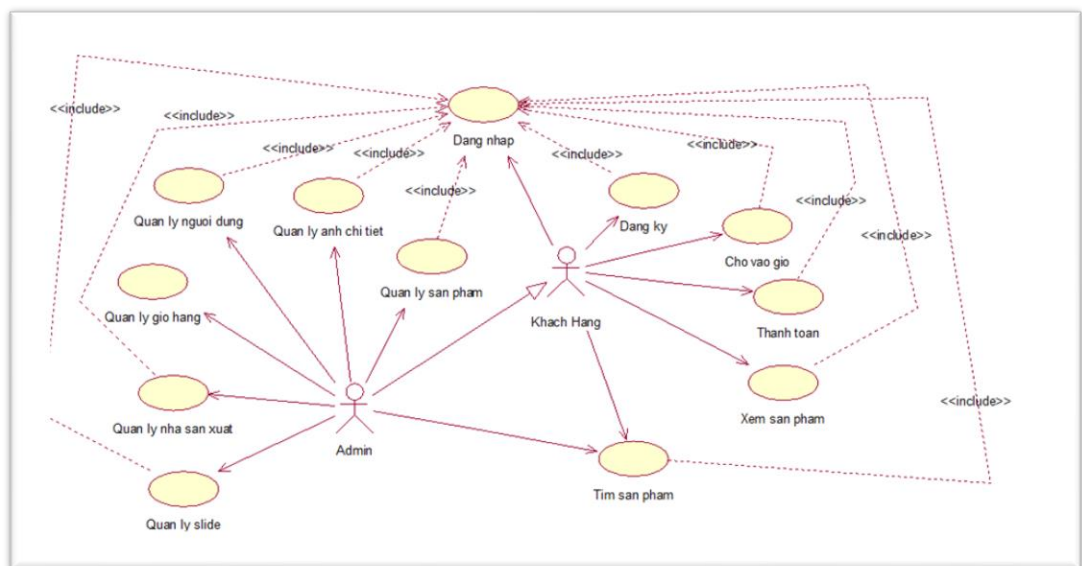 <<include>>
<<include>>
<<include>>
<<include>>
<<include>>
<<include>>
<<include>>
<<include>>
<<include>>
<<include>>
Dang nhap
Quan ly nguoi dung
Quan ly anh chi tiet
Quan ly san pham
Dang ky
Cho vao gio
Quan ly gio hang
Khach Hang
Thanh toan
Quan ly nha san xuat
Admin
Xem san pham
Tim san pham
Quan ly slide